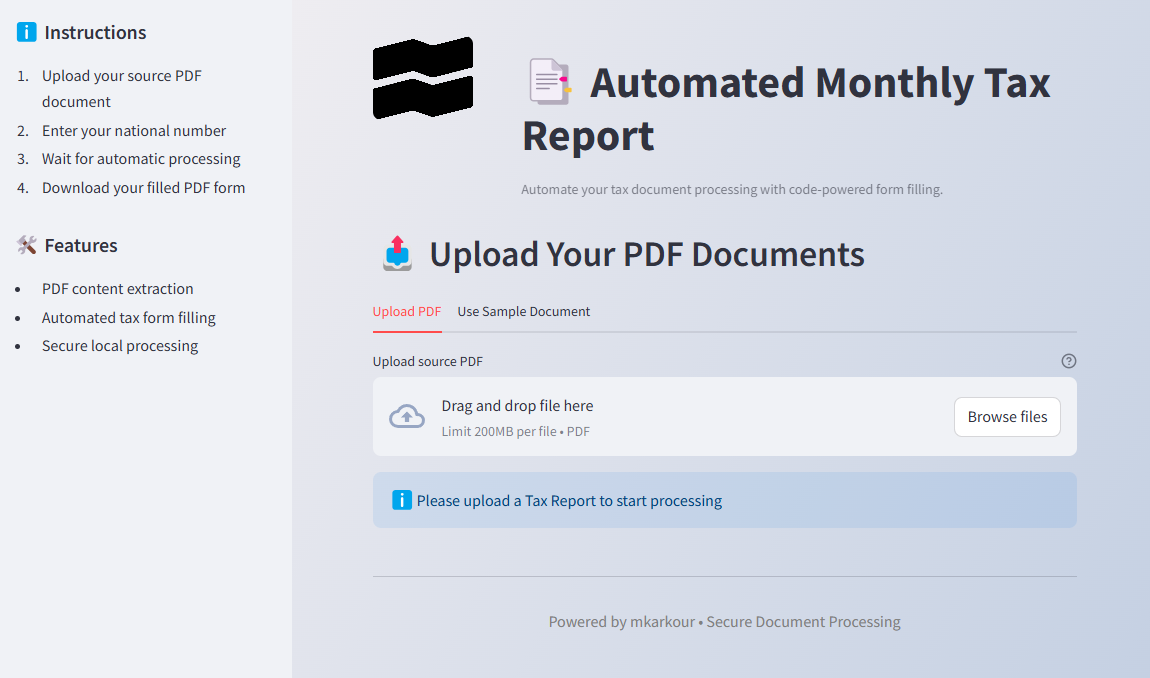 Instructions
1. Upload your source PDF
document
2. Enter your national number
3. Wait for automatic processing
4. Download your filled PDF form
Features
• PDF content extraction
• Automated tax form filling
• Secure local processing
Automated Monthly Tax
Report
Automate your tax document processing with code-powered form filling.
Upload Your PDF Documents
Upload PDF
Use Sample Document
Upload source PDF
Drag and drop file here
Limit 200MB per file • PDF
Browse files
Please upload a Tax Report to start processing
Powered by mkarkour • Secure Document Processing